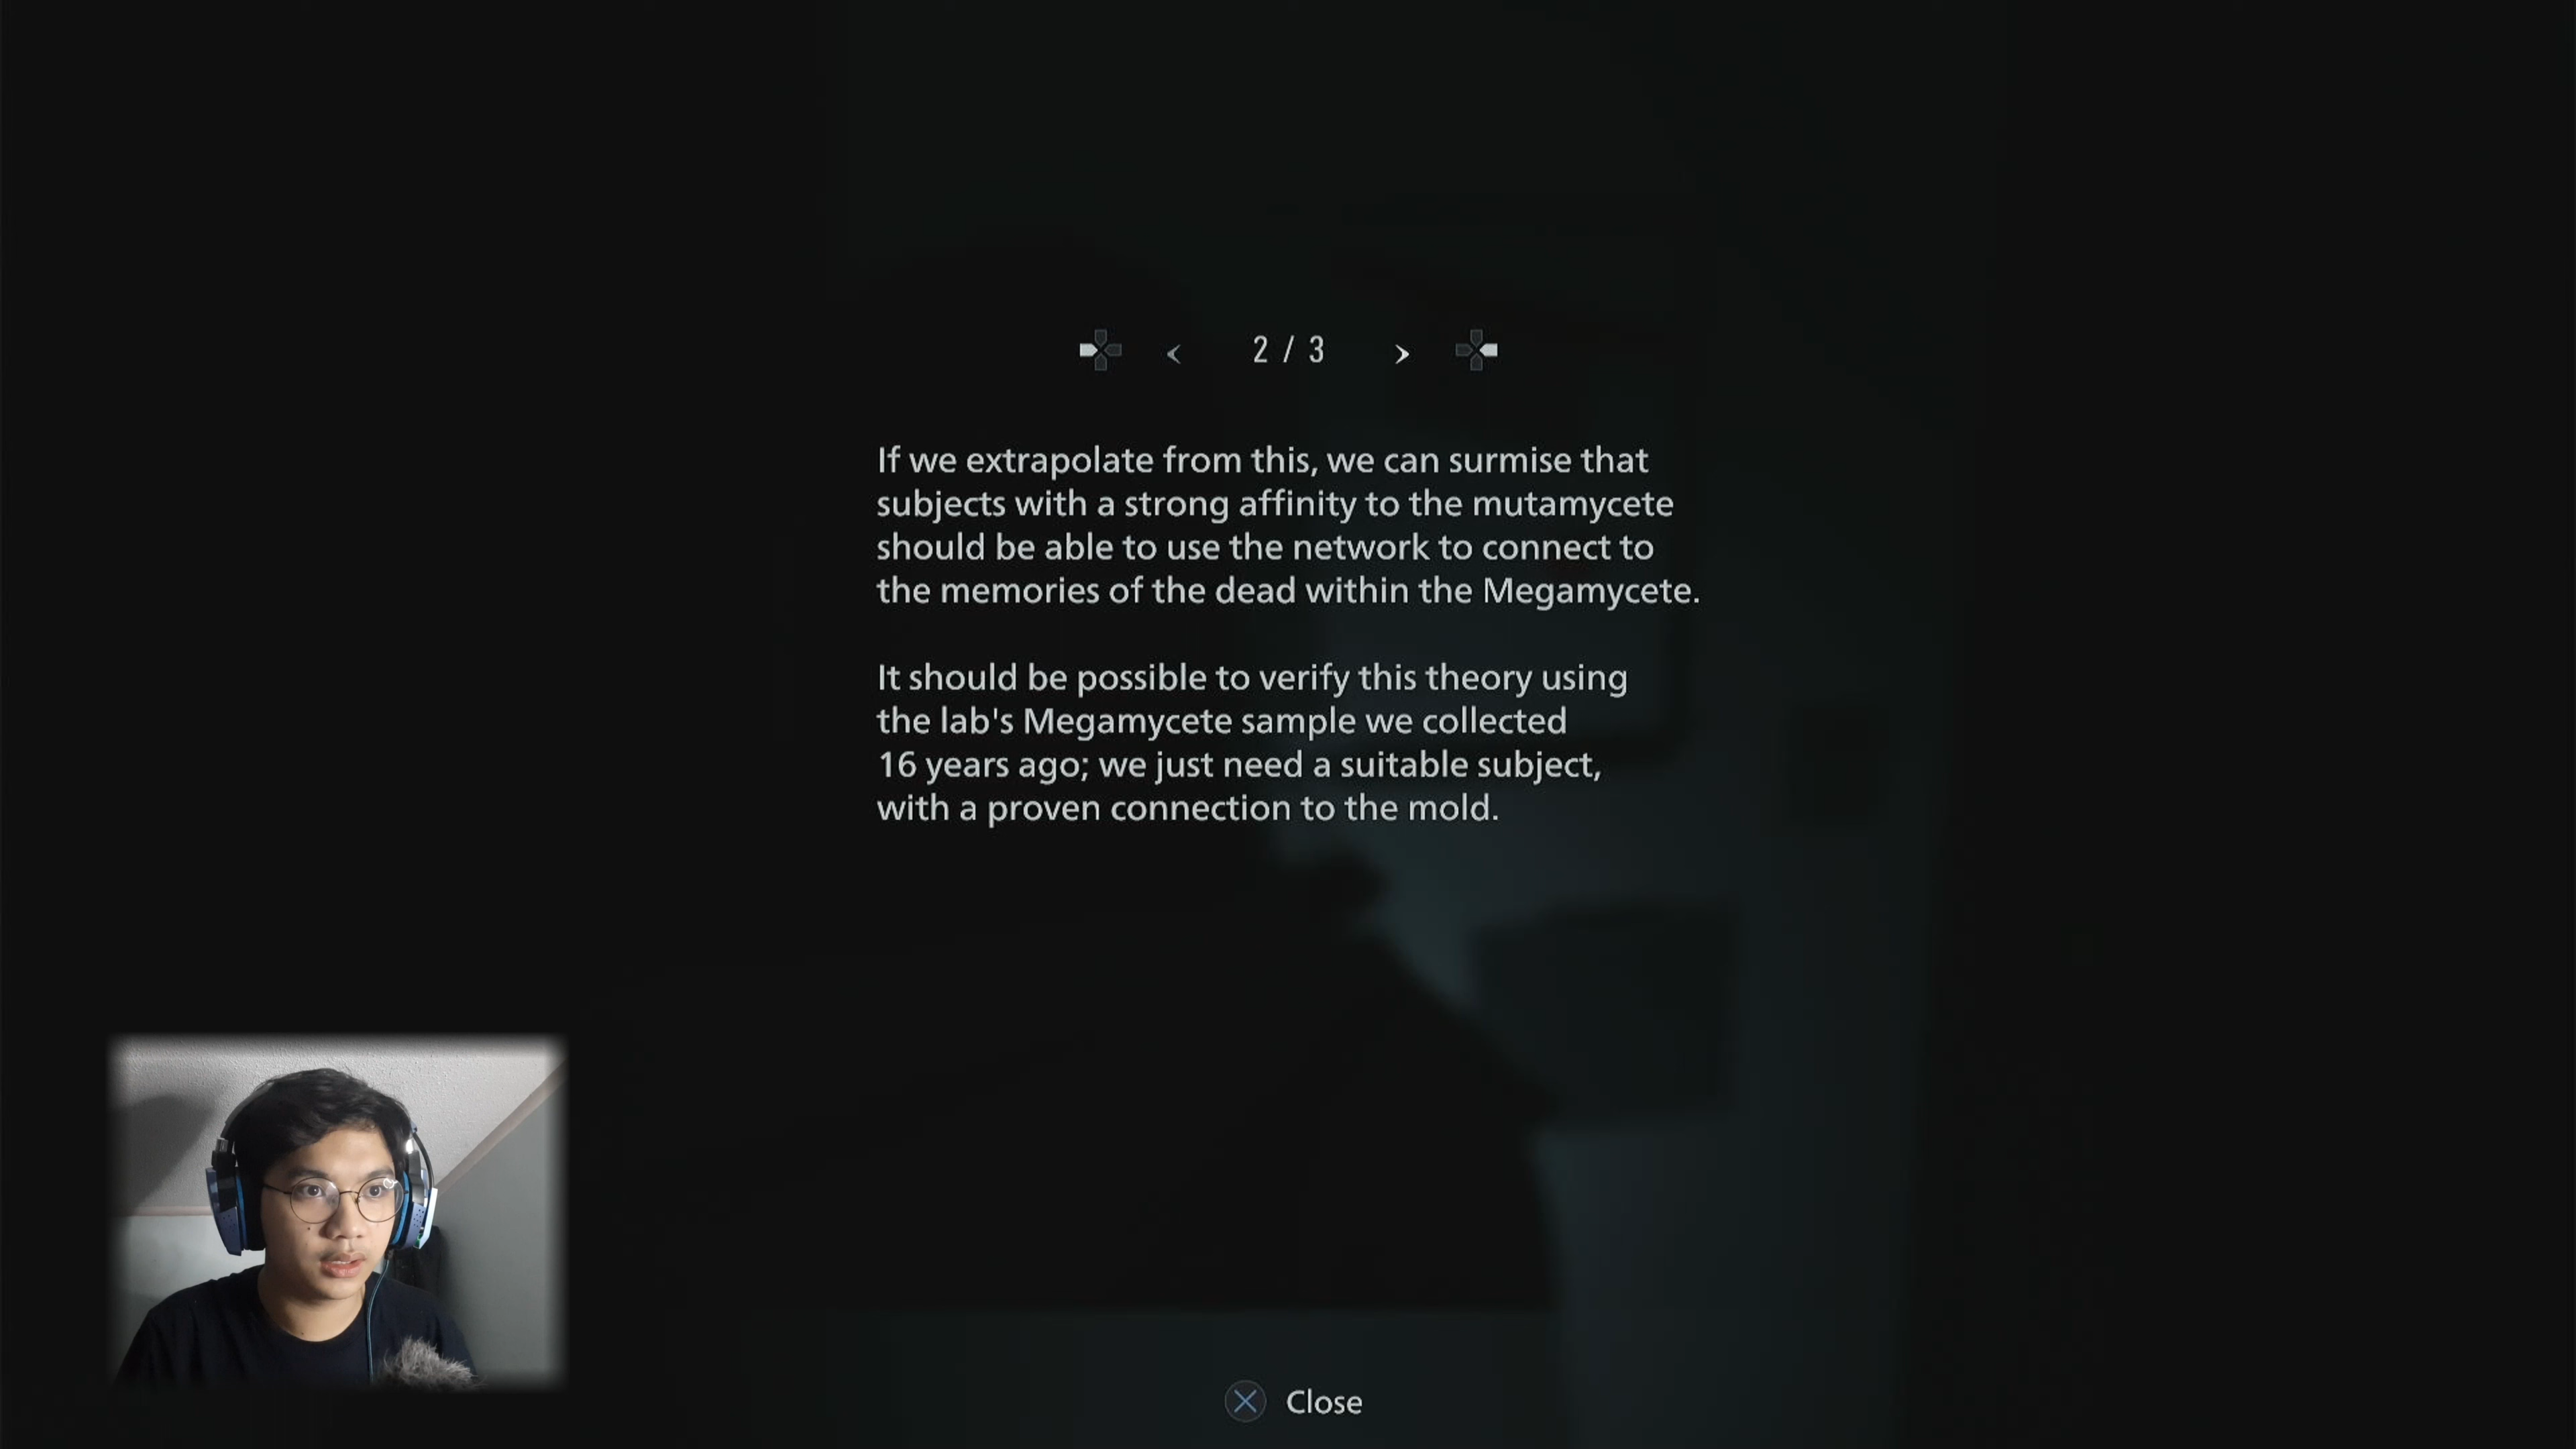 2 / 3
If we extrapolate from this, we can surmise that
subjects with a strong affinity to the mutamycete
should be able to use the network to connect to
the memories of the dead within the Megamycete.
It should be possible to verify this theory using
the lab's Megamycete sample we collected
16 years ago; we just need a suitable subject,
with a proven connection to the mold.
Close